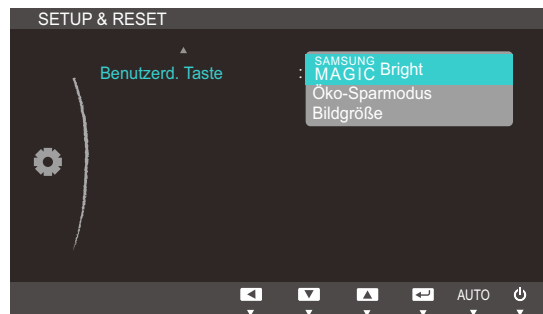 SETUP & RESET
Benutzerd. Taste : SAMSUNG MAGIC Bright
Öko-Sparmodus
Bildgröße
AUTO